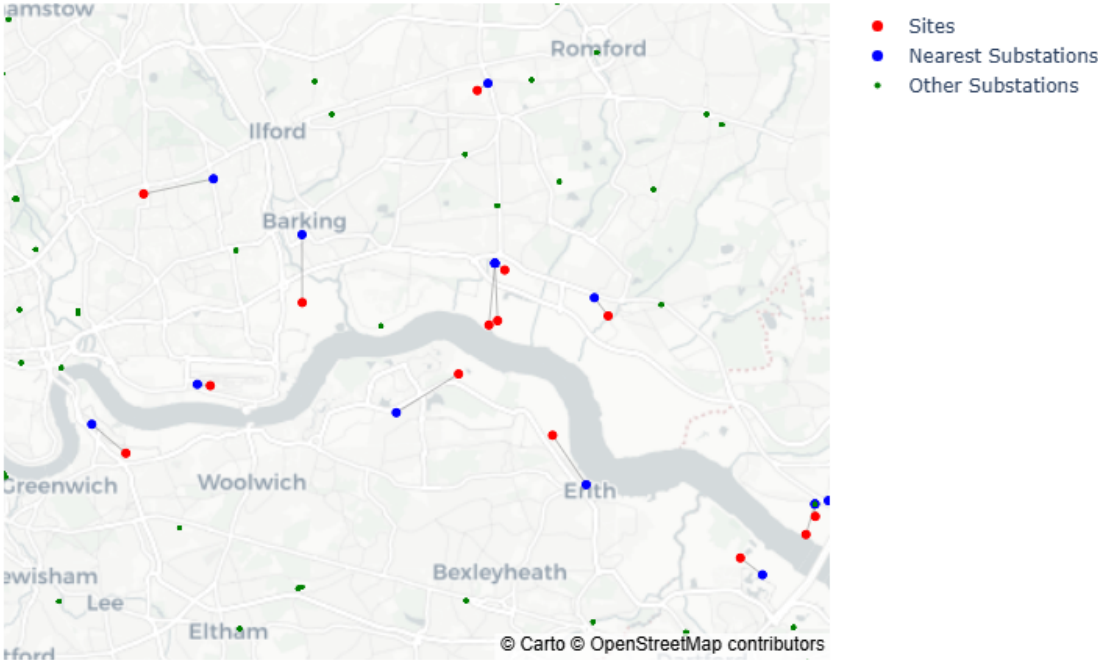 amstow
Romford
Ilford
Barking
Greenwich
Woolwich
Erith
ewisham
Lee
Bexleyheath
Eltham
tford
© Carto © OpenStreetMap contributors
Sites
Nearest Substations
Other Substations